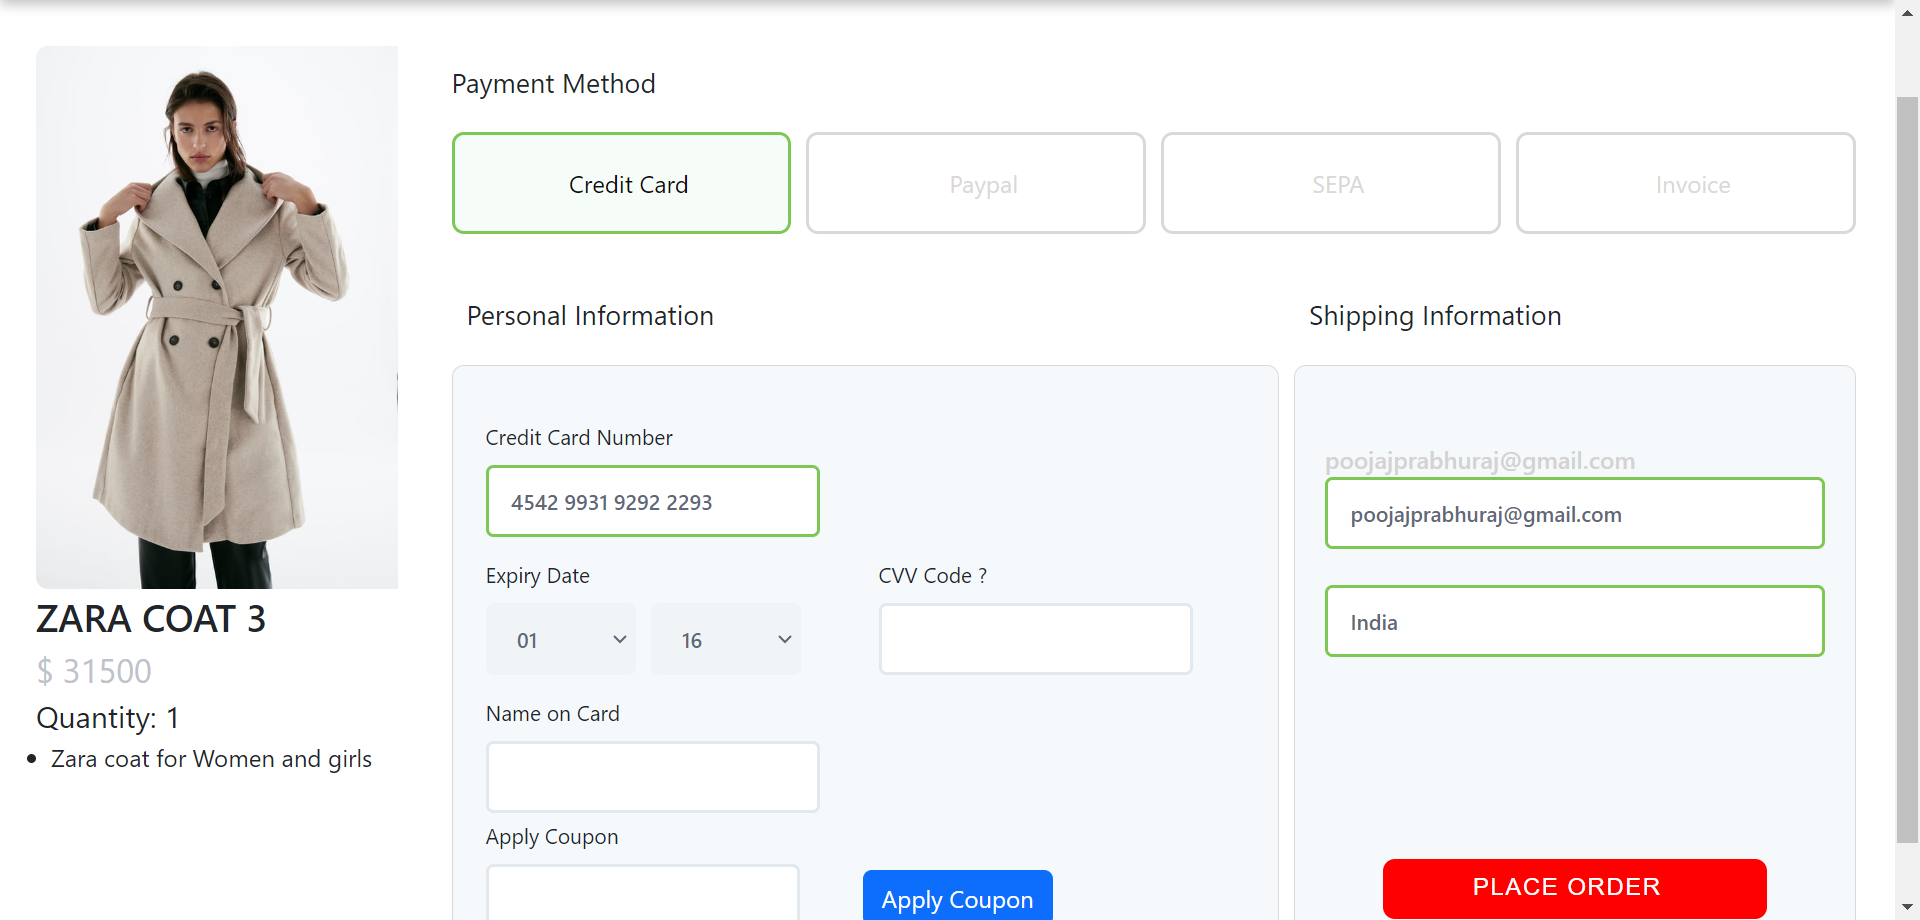 Payment Method
Credit Card
Paypal
SEPA
Invoice
Personal Information
Shipping Information
Credit Card Number
4542 9931 9292 2293
Expiry Date
CVV Code ?
01
16
Name on Card
Apply Coupon
Apply Coupon
poojajprabhuraj@gmail.com
poojajprabhuraj@gmail.com
India
PLACE ORDER
ZARA COAT 3
$ 31500
Quantity: 1
Zara coat for Women and girls